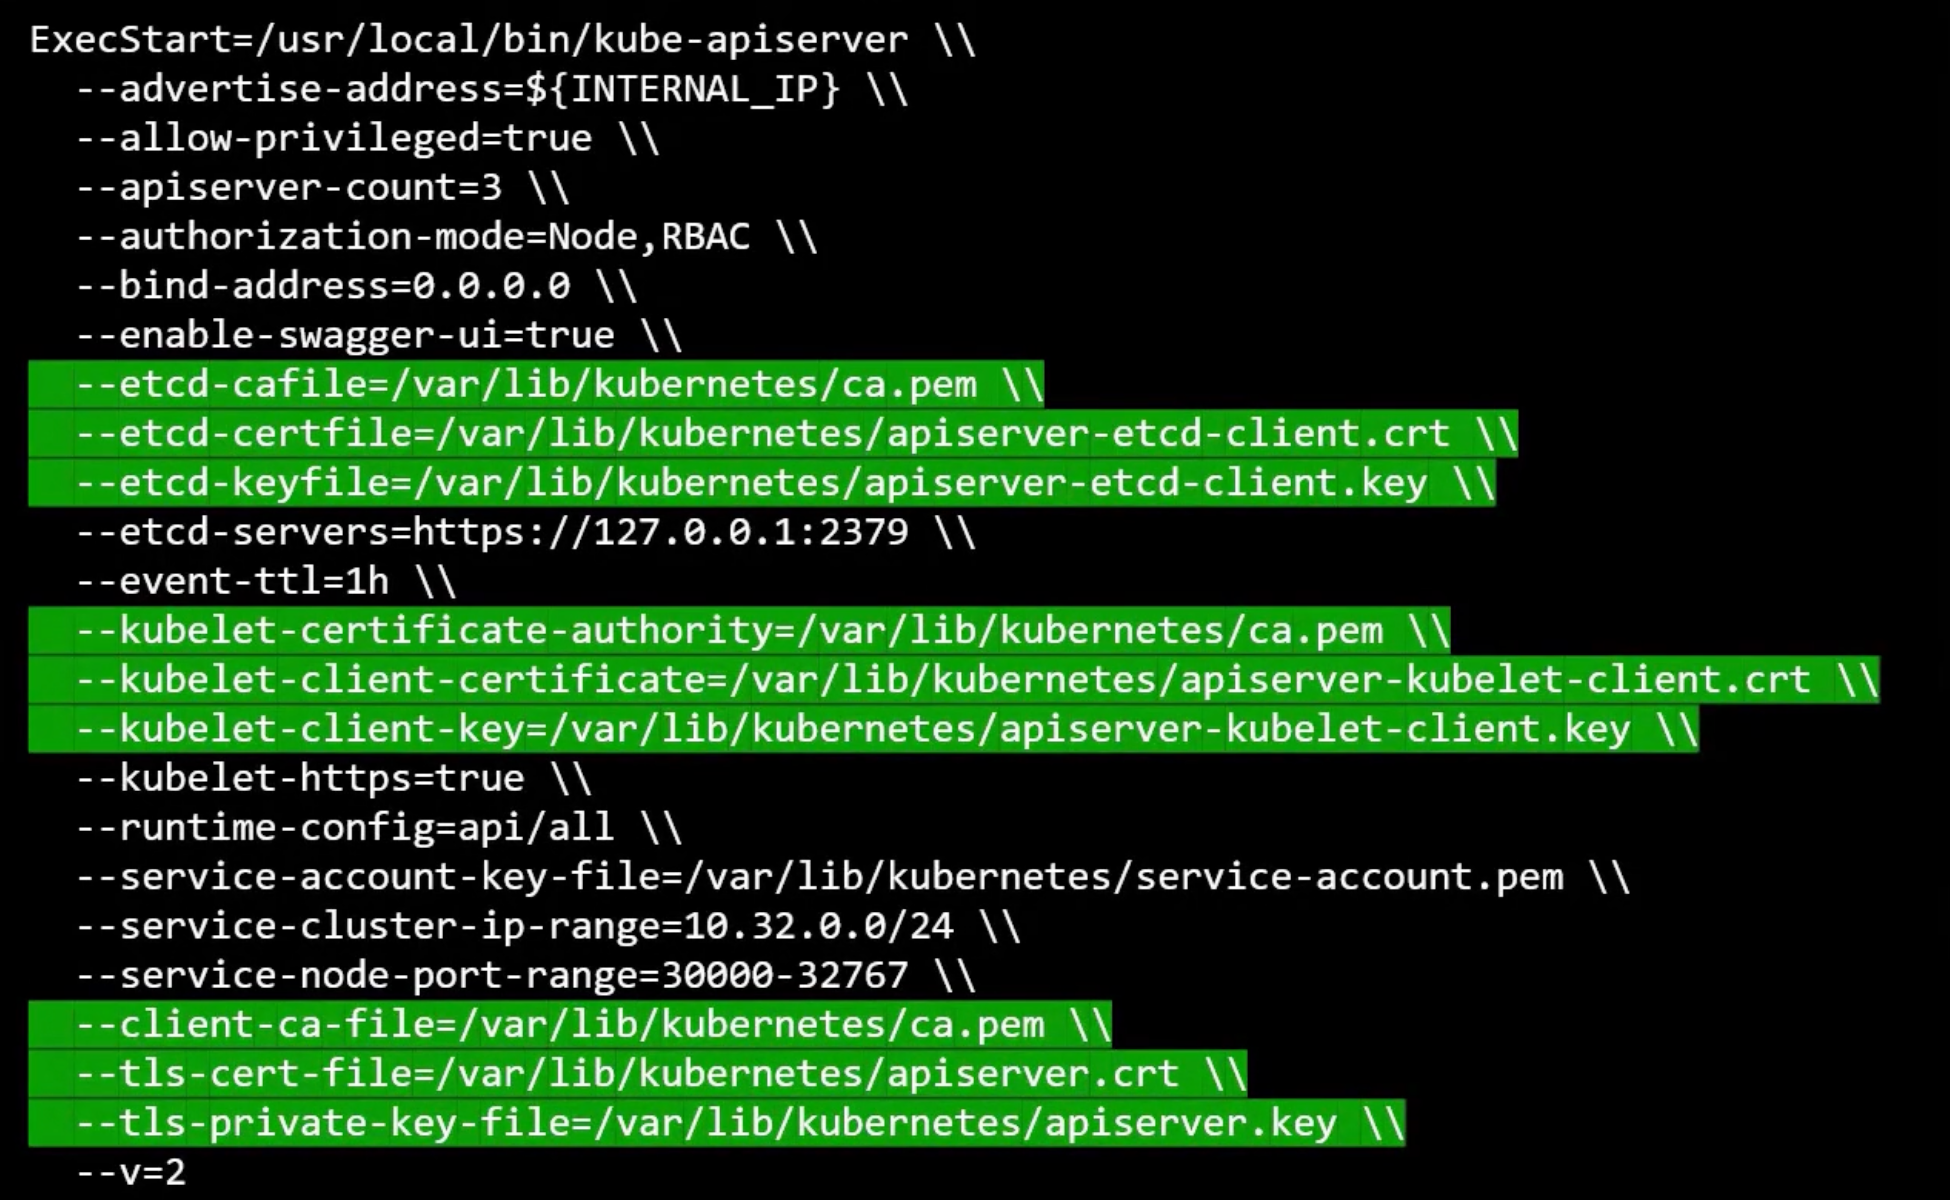 ExecStart=/usr/local/bin/kube-apiserver \\
  --advertise-address=${INTERNAL_IP} \\
  --allow-privileged=true \\
  --apiserver-count=3 \\
  --authorization-mode=Node,RBAC \\
  --bind-address=0.0.0.0 \\
  --enable-swagger-ui=true \\
  --etcd-cafile=/var/lib/kubernetes/ca.pem \\
  --etcd-certfile=/var/lib/kubernetes/apiserver-etcd-client.crt \\
  --etcd-keyfile=/var/lib/kubernetes/apiserver-etcd-client.key \\
  --etcd-servers=https://127.0.0.1:2379 \\
  --event-ttl=1h \\
  --kubelet-certificate-authority=/var/lib/kubernetes/ca.pem \\
  --kubelet-client-certificate=/var/lib/kubernetes/apiserver-kubelet-client.crt \\
  --kubelet-client-key=/var/lib/kubernetes/apiserver-kubelet-client.key \\
  --kubelet-https=true \\
  --runtime-config=api/all \\
  --service-account-key-file=/var/lib/kubernetes/service-account.pem \\
  --service-cluster-ip-range=10.32.0.0/24 \\
  --service-node-port-range=30000-32767 \\
  --client-ca-file=/var/lib/kubernetes/ca.pem \\
  --tls-cert-file=/var/lib/kubernetes/apiserver.crt \\
  --tls-private-key-file=/var/lib/kubernetes/apiserver.key \\
  --v=2